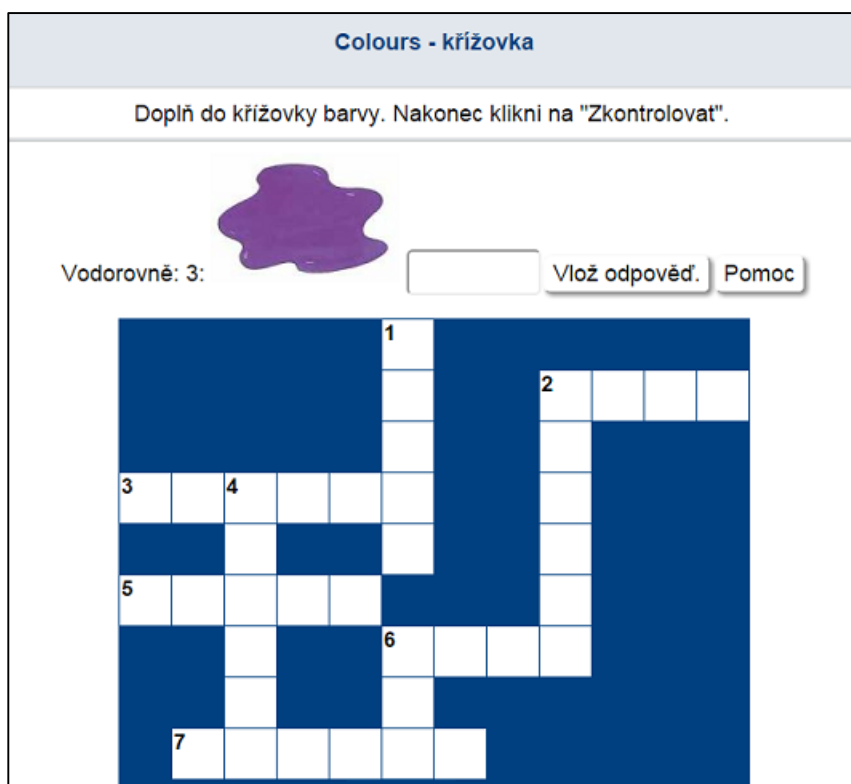 Colours - křížovka
Doplň do křížovky barvy. Nakonec klikni na "Zkontrolovat".
Vodorovně: 3: Vlož odpověď. Pomoc
1
2
3 4
5
6
7